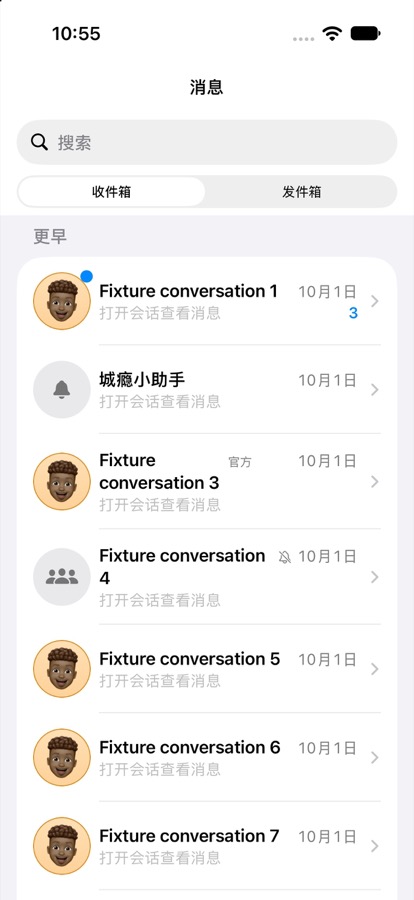 10:55
消息
搜索
收件箱 发件箱
更早
Fixture conversation 1 10月1日
打开会话查看消息 3
城瘾小助手 10月1日
打开会话查看消息
Fixture conversation 3 官方 10月1日
打开会话查看消息
Fixture conversation 4 10月1日
打开会话查看消息
Fixture conversation 5 10月1日
打开会话查看消息
Fixture conversation 6 10月1日
打开会话查看消息
Fixture conversation 7 10月1日
打开会话查看消息